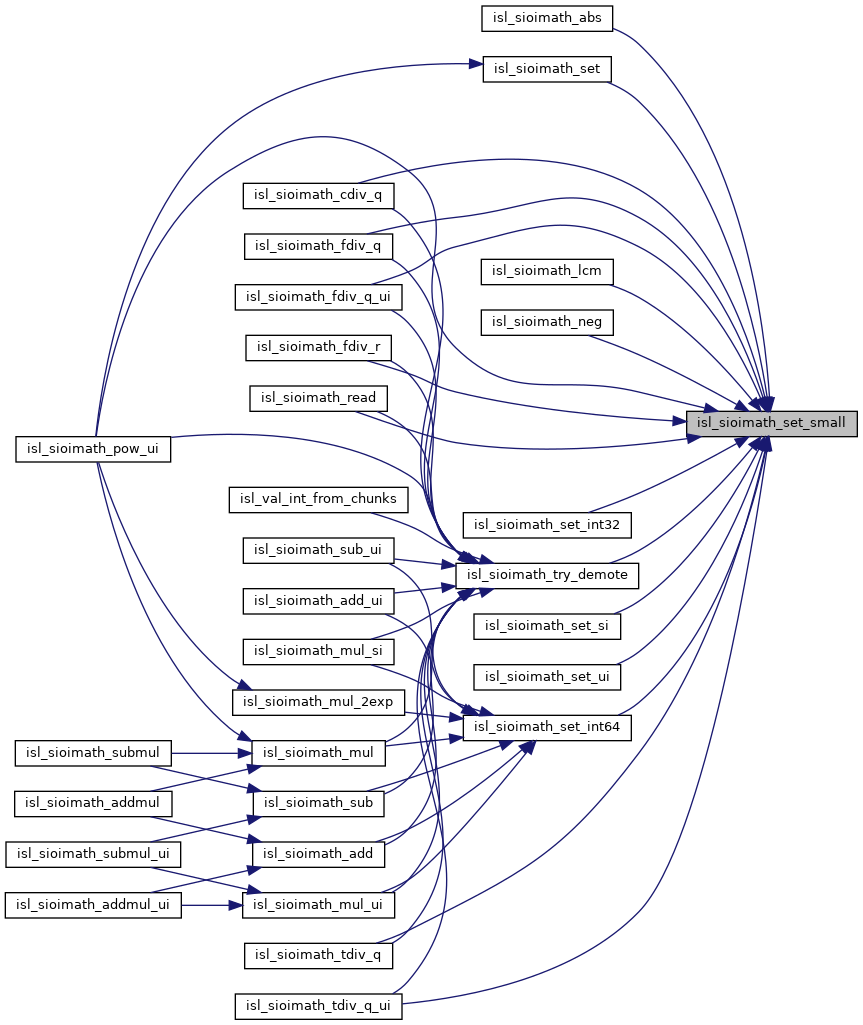 isl_sioimath_abs
isl_sioimath_set
isl_sioimath_cdiv_q
isl_sioimath_fdiv_q
isl_sioimath_lcm
isl_sioimath_fdiv_q_ui
isl_sioimath_neg
isl_sioimath_fdiv_r
isl_sioimath_read
isl_sioimath_set_small
isl_sioimath_pow_ui
isl_val_int_from_chunks
isl_sioimath_set_int32
isl_sioimath_sub_ui
isl_sioimath_try_demote
isl_sioimath_add_ui
isl_sioimath_set_si
isl_sioimath_mul_si
isl_sioimath_set_ui
isl_sioimath_mul_2exp
isl_sioimath_set_int64
isl_sioimath_submul
isl_sioimath_mul
isl_sioimath_addmul
isl_sioimath_sub
isl_sioimath_submul_ui
isl_sioimath_add
isl_sioimath_addmul_ui
isl_sioimath_mul_ui
isl_sioimath_tdiv_q
isl_sioimath_tdiv_q_ui